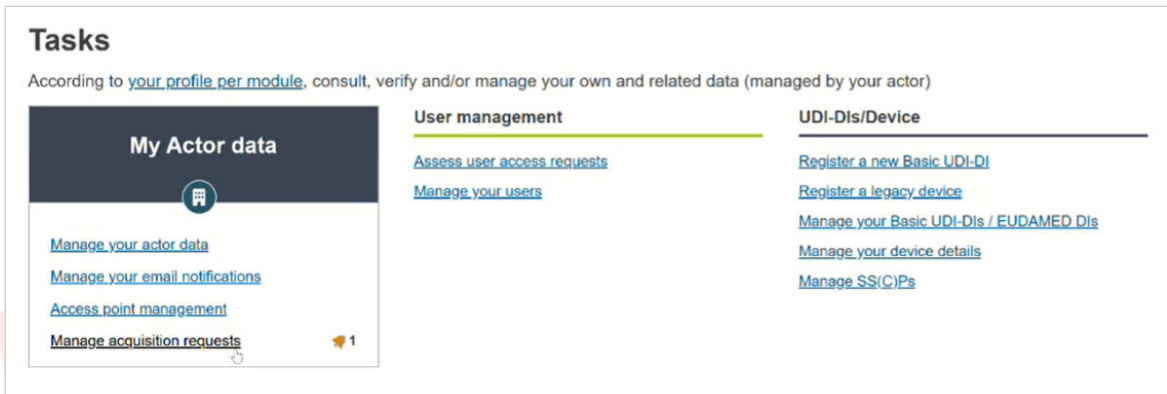 Tasks
According to your profile per module, consult, verify and/or manage your own and related data (managed by your actor)
My Actor data
Manage your actor data
Manage your email notifications
Access point management
Manage acquisition requests 1
User management
Assess user access requests
Manage your users
UDI-DIs/Device
Register a new Basic UDI-DI
Register a legacy device
Manage your Basic UDI-DIs / EUDAMED DIs
Manage your device details
Manage SS(C)Ps